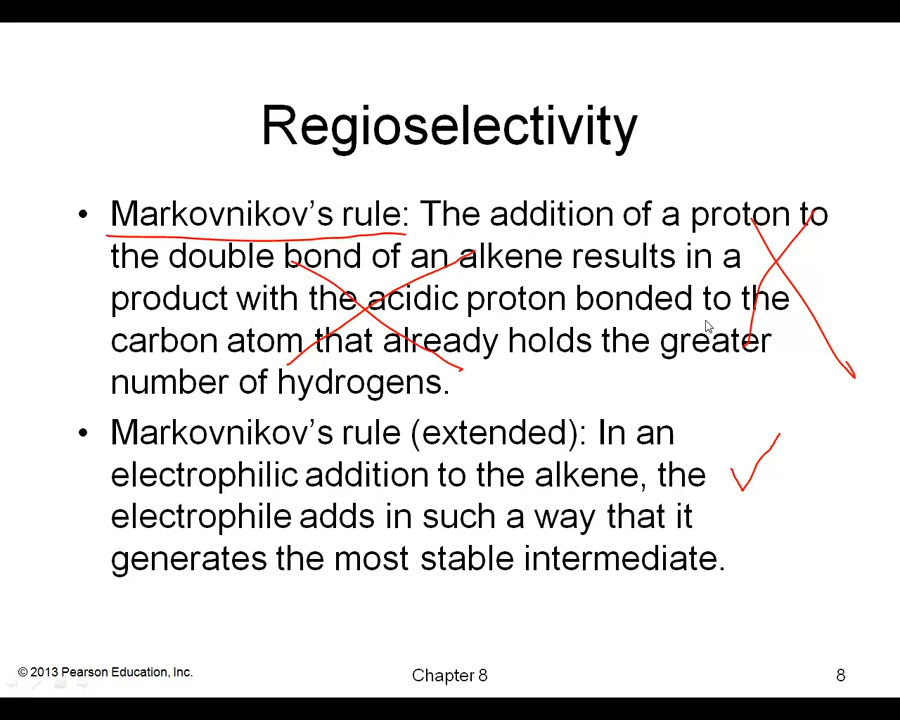 Regioselectivity
• Markovnikov's rule: The addition of a proton to
the double bond of an alkene results in a
product with the acidic proton bonded to the
carbon atom that already holds the greater
number of hydrogens.
• Markovnikov's rule (extended): In an
electrophilic addition to the alkene, the
electrophile adds in such a way that it
generates the most stable intermediate.
© 2013 Pearson Education, Inc.
Chapter 8
8